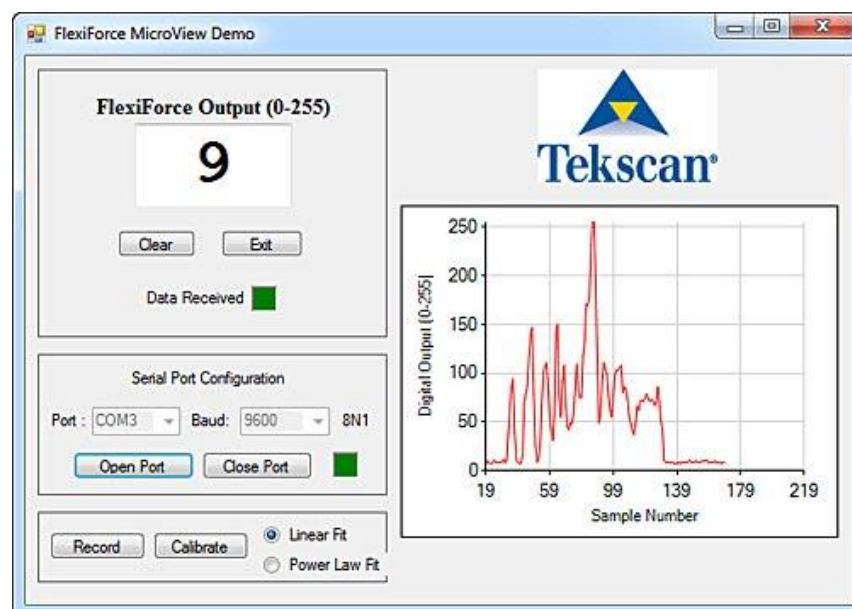 FlexiForce MicroView Demo
FlexiForce Output (0-255)
9
Clear Exit
Data Received
Serial Port Configuration
Port : COM3 Baud: 9600 8N1
Open Port Close Port
Record Calibrate Linear Fit
Power Law Fit
Tekscan®
250
200
150
100
50
0
Digital Output (0-255)
19 59 99 139 179 219
Sample Number